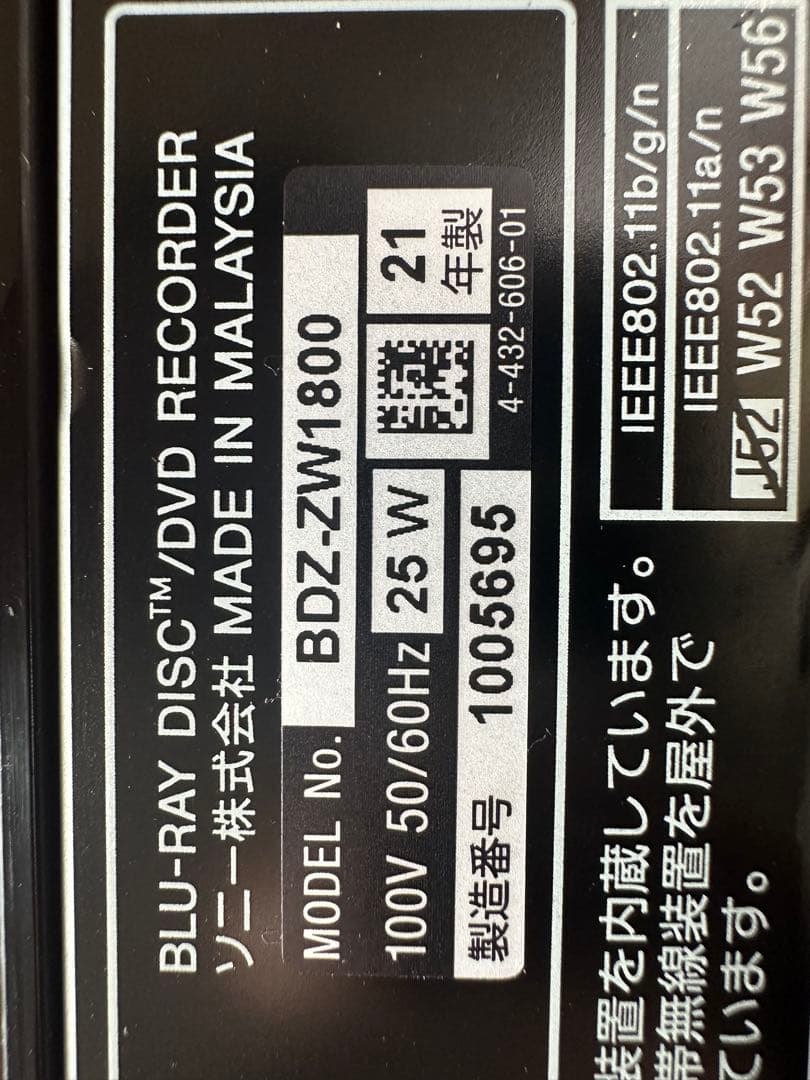 BLU-RAY DISC™/DVD RECORDER
ソニー株式会社 MADE IN MALAYSIA
MODEL No. BDZ-ZW1800
100V 50/60Hz 25 W
21
年製
製造番号 1005695
4-432-606-01
IEEE802.11b/g/n
IEEE802.11a/n
J52 W52 W53 W56
装置を内蔵しています。
帯無線装置を屋外で
ています。